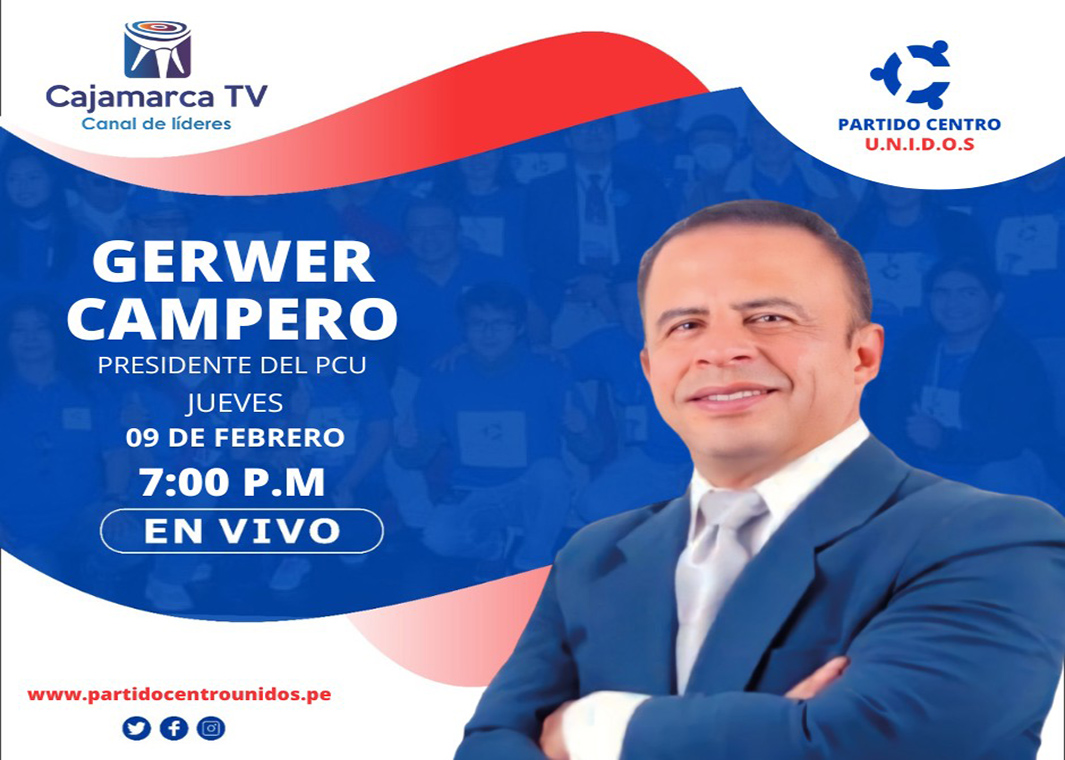 Cajamarca TV
Canal de líderes
PARTIDO CENTRO
U.N.I.D.O.S
GERWER
CAMPERO
PRESIDENTE DEL PCU
JUEVES
09 DE FEBRERO
7:00 P.M
EN VIVO
www.partidocentrounidos.pe